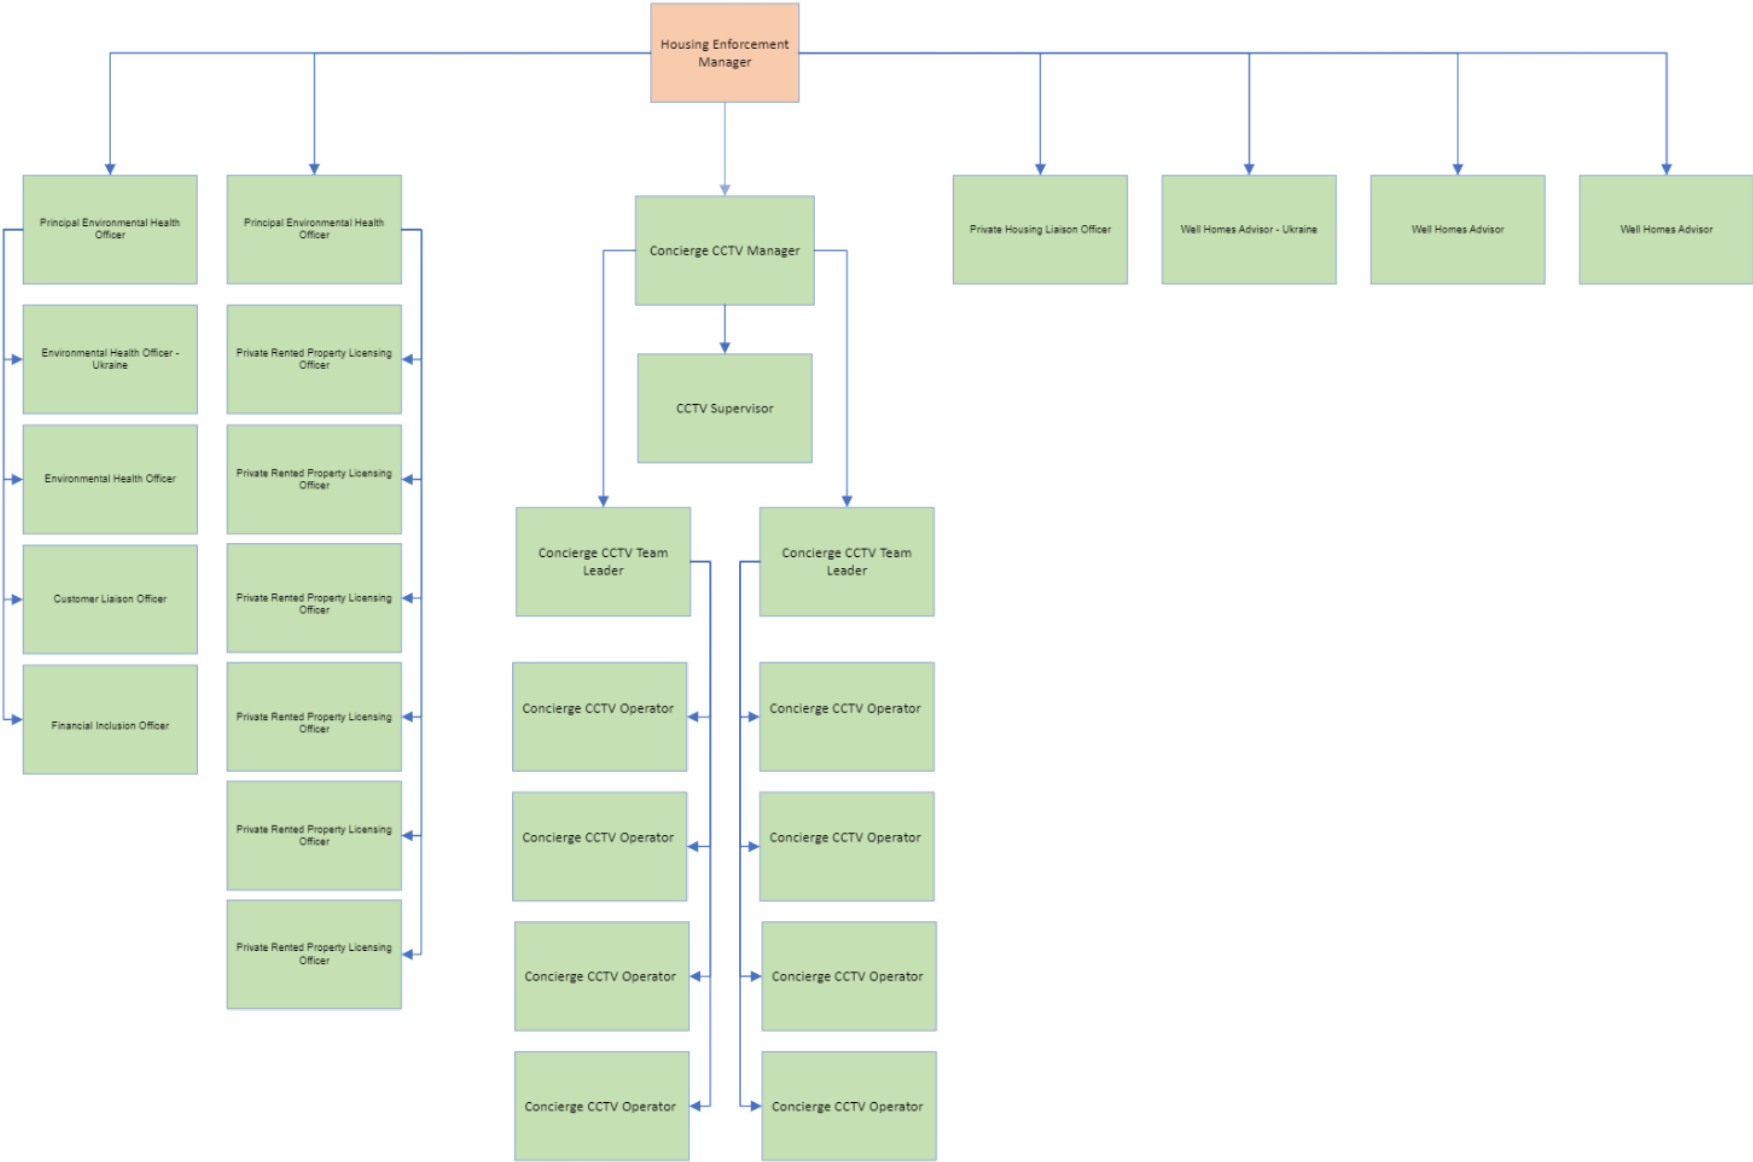 Housing Enforcement
Manager
Principal Environmental Health
Officer
Environmental Health Officer -
Ukraine
Environmental Health Officer
Customer Liaison Officer
Financial Inclusion Officer
Principal Environmental Health
Officer
Private Rented Property Licensing
Officer
Private Rented Property Licensing
Officer
Private Rented Property Licensing
Officer
Private Rented Property Licensing
Officer
Private Rented Property Licensing
Officer
Private Rented Property Licensing
Officer
Concierge CCTV Manager
CCTV Supervisor
Concierge CCTV Team
Leader
Concierge CCTV Operator
Concierge CCTV Operator
Concierge CCTV Operator
Concierge CCTV Operator
Concierge CCTV Team
Leader
Concierge CCTV Operator
Concierge CCTV Operator
Concierge CCTV Operator
Concierge CCTV Operator
Private Housing Liaison Officer
Well Homes Advisor - Ukraine
Well Homes Advisor
Well Homes Advisor